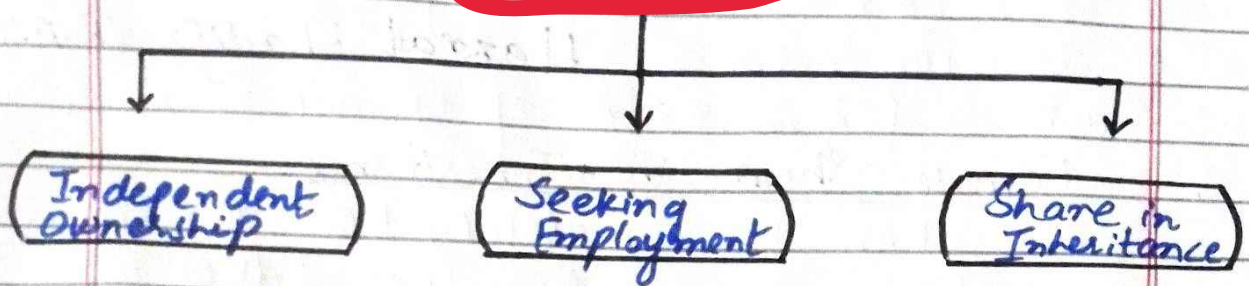 Independent
Ownership
Seeking
Employment
Share in
Inheritance